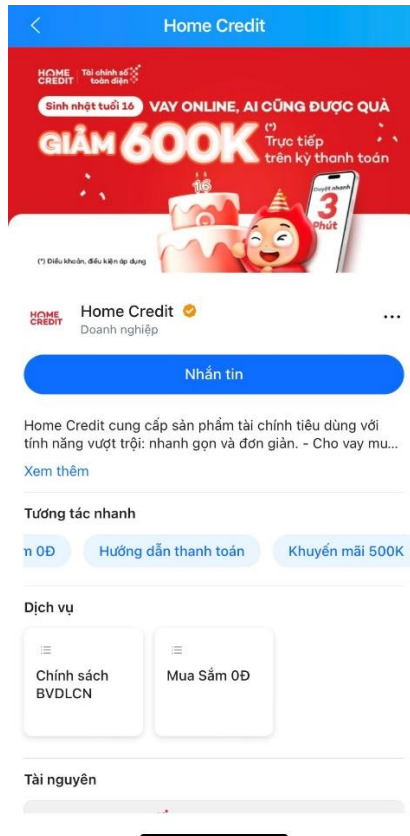 Home Credit
HOME CREDIT
Tài chính số toàn diện
Sinh nhật tuổi 16
VAY ONLINE, AI CŨNG ĐƯỢC QUÀ
GIẢM 600K
(*)
Trực tiếp
trên kỳ thanh toán
16
Duyệt nhanh
3
Phút
(*) Điều khoản, điều kiện áp dụng
HOME CREDIT
Home Credit
Doanh nghiệp
...
Nhắn tin
Home Credit cung cấp sản phẩm tài chính tiêu dùng với
tính năng vượt trội: nhanh gọn và đơn giản. - Cho vay mu...
Xem thêm
Tương tác nhanh
m 0Đ
Hướng dẫn thanh toán
Khuyến mãi 500K
Dịch vụ
Chính sách
BVDLCN
Mua Sắm 0Đ
Tài nguyên